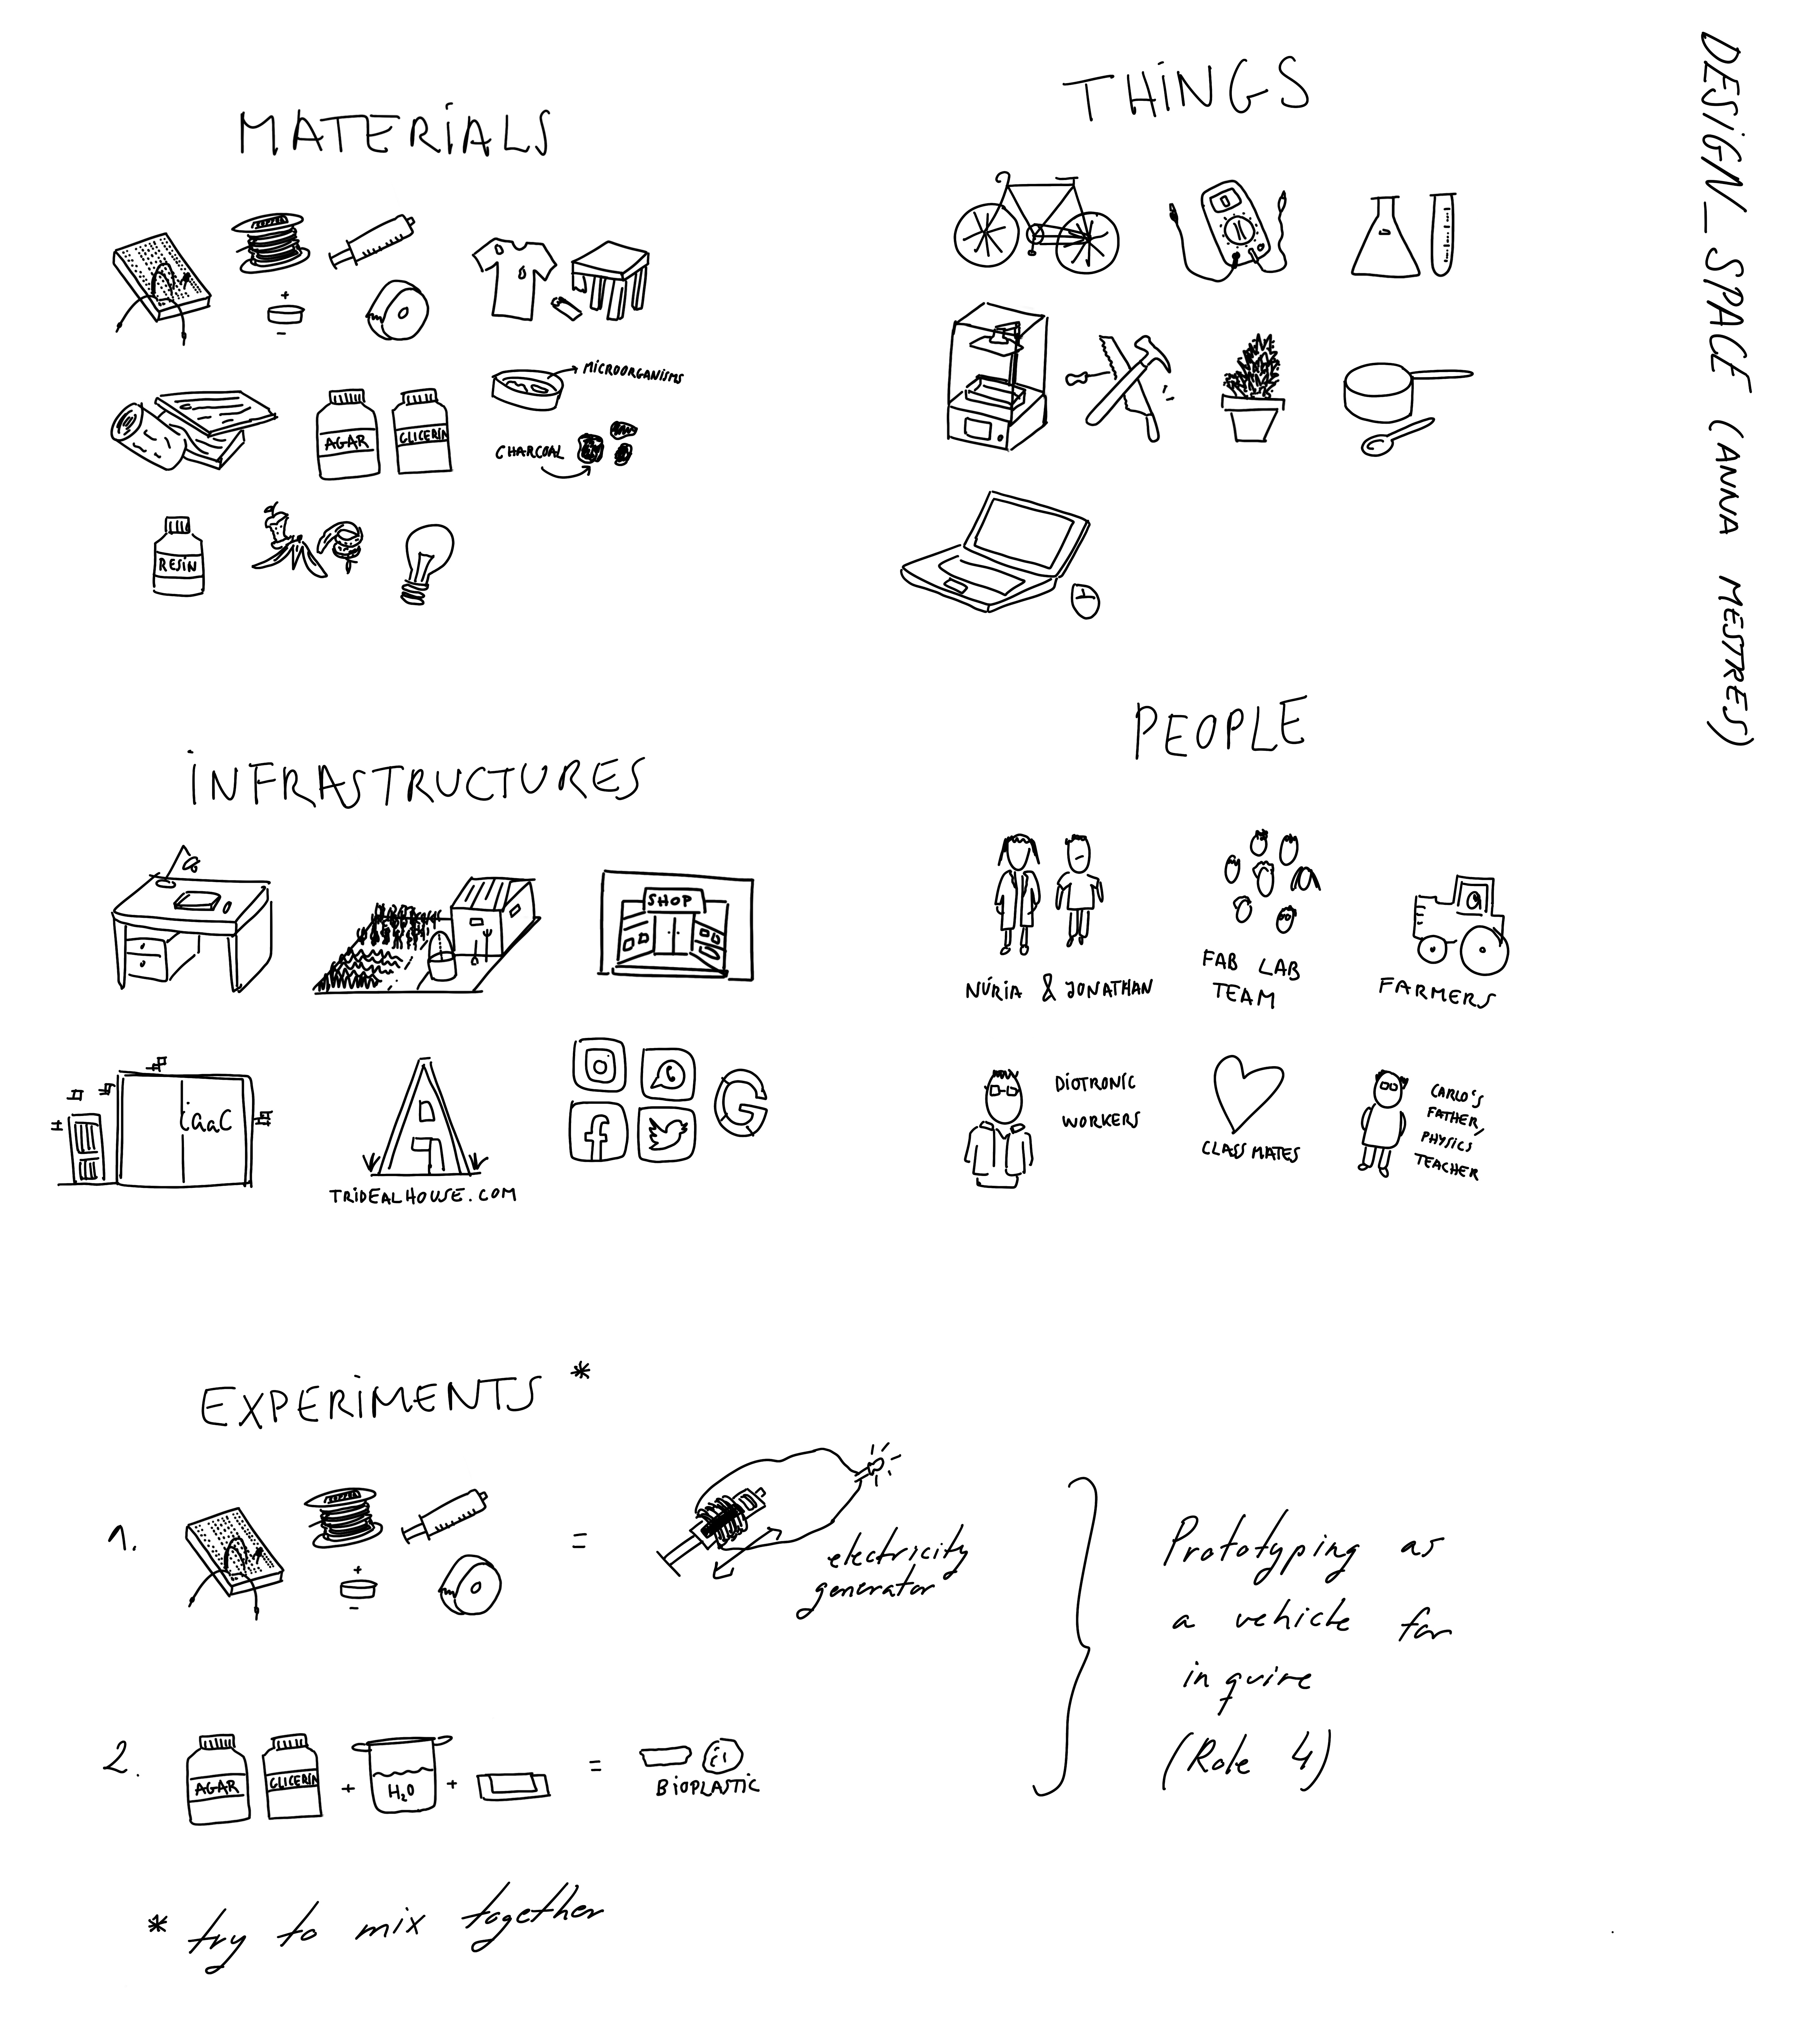 DESIGN_SPACE (ANNA MESTRES)
MATERIALS
+
-
MICROORGANISMS
AGAR
GLICERIN
CHARCOAL
RESIN
THINGS
INFRASTRUCTURES
SHOP
iaac
TRIDEALHOUSE.COM
PEOPLE
NÚRIA & JONATHAN
FAB LAB
TEAM
FARMERS
DIOTRONIC
WORKERS
CLASS MATES
CARLO'S
FATHER,
PHYSICS
TEACHER
EXPERIMENTS *
1.
+
-
=
electricity
generator
2.
AGAR
GLICERIN
+
H2O
+
=
BIOPLASTIC
Prototyping as
a vehicle for
inquire
(Role 4)
* try to mix together